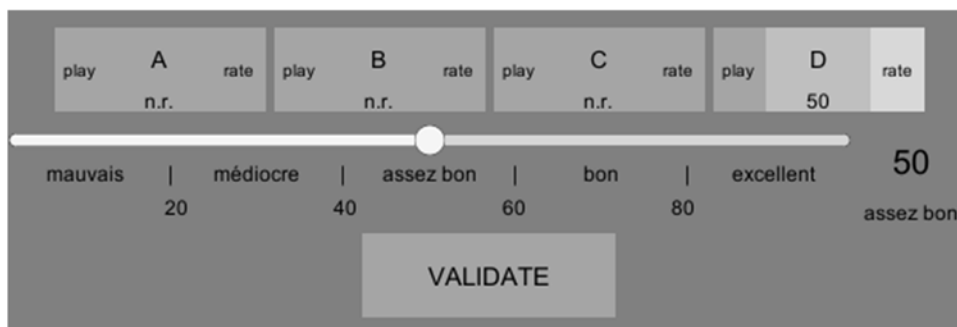 A B C D
play rate play rate play rate play rate
n.r. n.r. n.r. 50
mauvais | médiocre | assez bon | bon | excellent 50
20 40 60 80 assez bon
VALIDATE